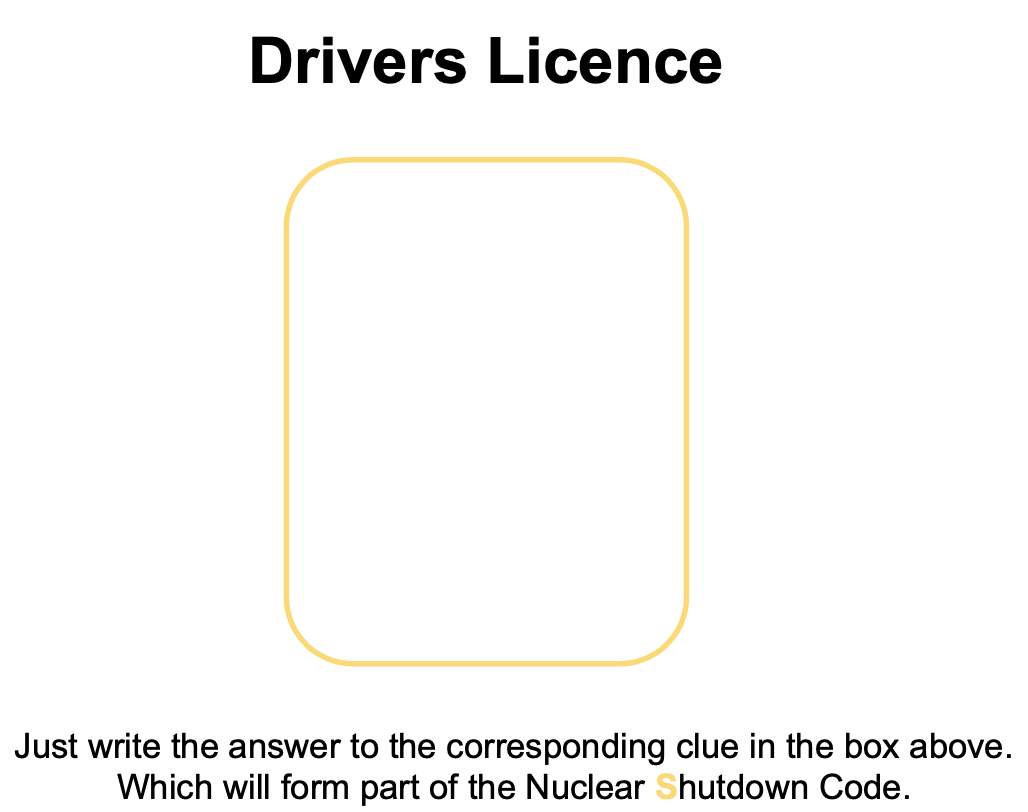 Drivers Licence
Just write the answer to the corresponding clue in the box above.
Which will form part of the Nuclear Shutdown Code.